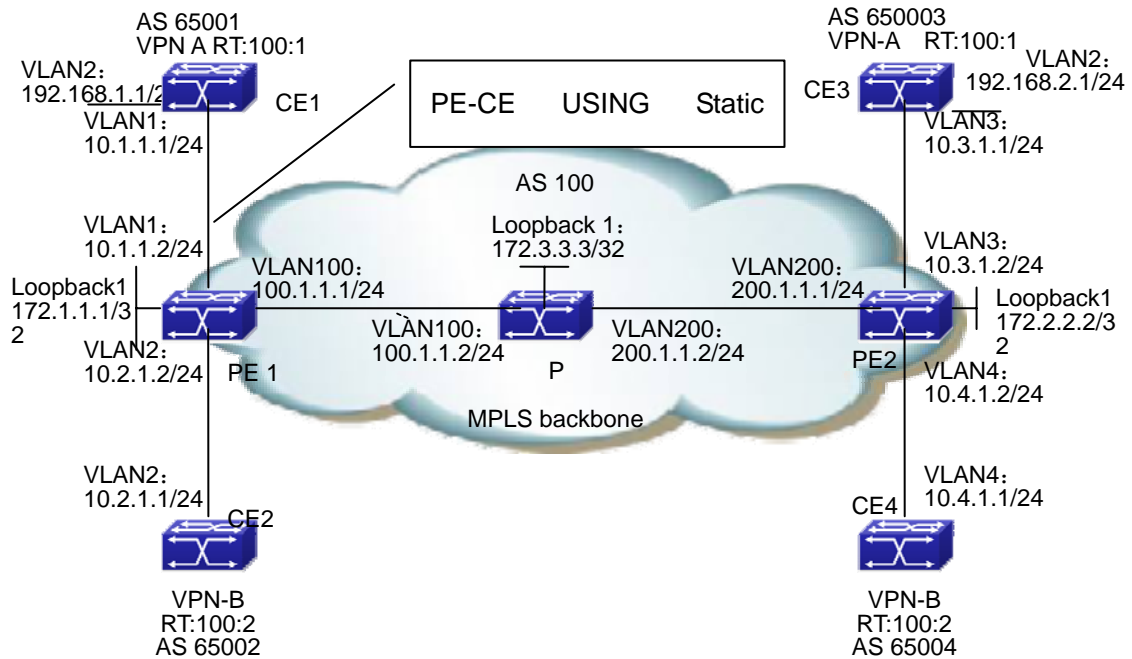 AS 65001
VPN A RT:100:1
VLAN2：
192.168.1.1/2
CE1
VLAN1：
10.1.1.1/24
PE-CE USING Static
AS 650003
VPN-A RT:100:1
VLAN2：
192.168.2.1/24
CE3
VLAN3：
10.3.1.1/24
AS 100
VLAN1：
10.1.1.2/24
Loopback 1：
172.3.3.3/32
VLAN3：
10.3.1.2/24
Loopback1
172.1.1.1/3
2
VLAN100：
100.1.1.1/24
VLAN200：
200.1.1.1/24
Loopback1
172.2.2.2/3
2
VLAN100：
100.1.1.2/24
VLAN200：
200.1.1.2/24
VLAN2：
10.2.1.2/24
PE 1
P
PE2
VLAN4：
10.4.1.2/24
MPLS backbone
VLAN2：
10.2.1.1/24
CE2
VLAN4：
10.4.1.1/24
CE4
VPN-B
RT:100:2
AS 65002
VPN-B
RT:100:2
AS 65004